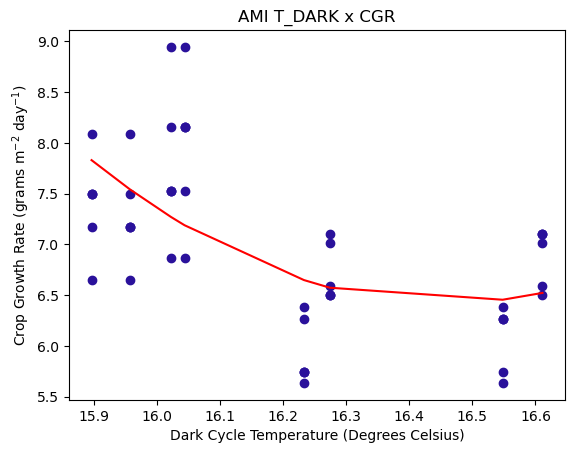 AMI T_DARK x CGR
9.0
8.5
8.0
7.5
7.0
6.5
6.0
5.5
Crop Growth Rate (grams m⁻² day⁻¹)
15.9 16.0 16.1 16.2 16.3 16.4 16.5 16.6
Dark Cycle Temperature (Degrees Celsius)